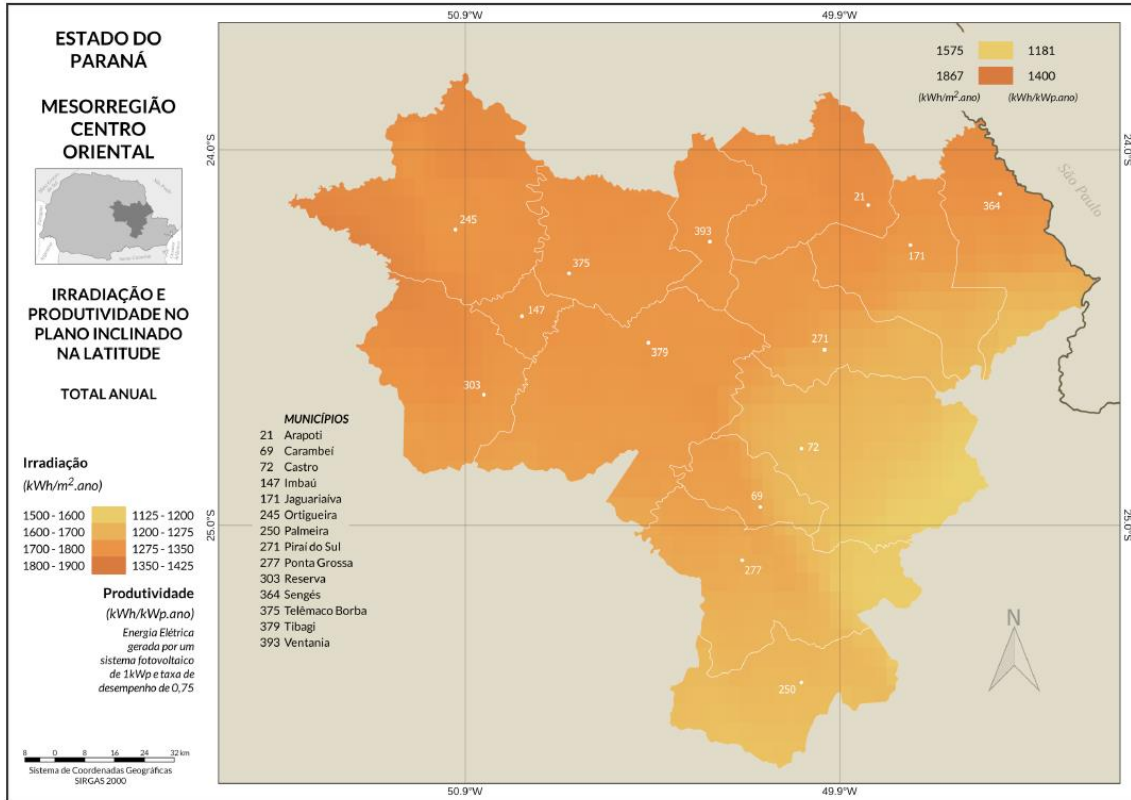 ESTADO DO
PARANÁ
MESORREGIÃO
CENTRO
ORIENTAL
IRRADIAÇÃO E
PRODUTIVIDADE NO
PLANO INCLINADO
NA LATITUDE
TOTAL ANUAL
Irradiação
(kWh/m².ano)
1500 - 1600 1125 - 1200
1600 - 1700 1200 - 1275
1700 - 1800 1275 - 1350
1800 - 1900 1350 - 1425
Produtividade
(kWh/kWp.ano)
Energia Elétrica
gerada por um
sistema fotovoltaico
de 1kWp e taxa de
desempenho de 0,75
8 0 8 16 24 32 km
Sistema de Coordenadas Geográficas
SIRGAS 2000
50.9°W 49.9°W
1575 1181
1867 1400
(kWh/m².ano) (kWh/kWp.ano)
24.0°S 24.0°S
São Paulo
21
364
245
393
171
375
147
271
379
303
72
69
277
250
MUNICÍPIOS
21 Arapoti
69 Carambeí
72 Castro
147 Imbaú
171 Jaguariaíva
245 Ortigueira
250 Palmeira
271 Piraí do Sul
277 Ponta Grossa
303 Reserva
364 Sengés
375 Telêmaco Borba
379 Tibagi
393 Ventania
25.0°S 25.0°S
N
50.9°W 49.9°W